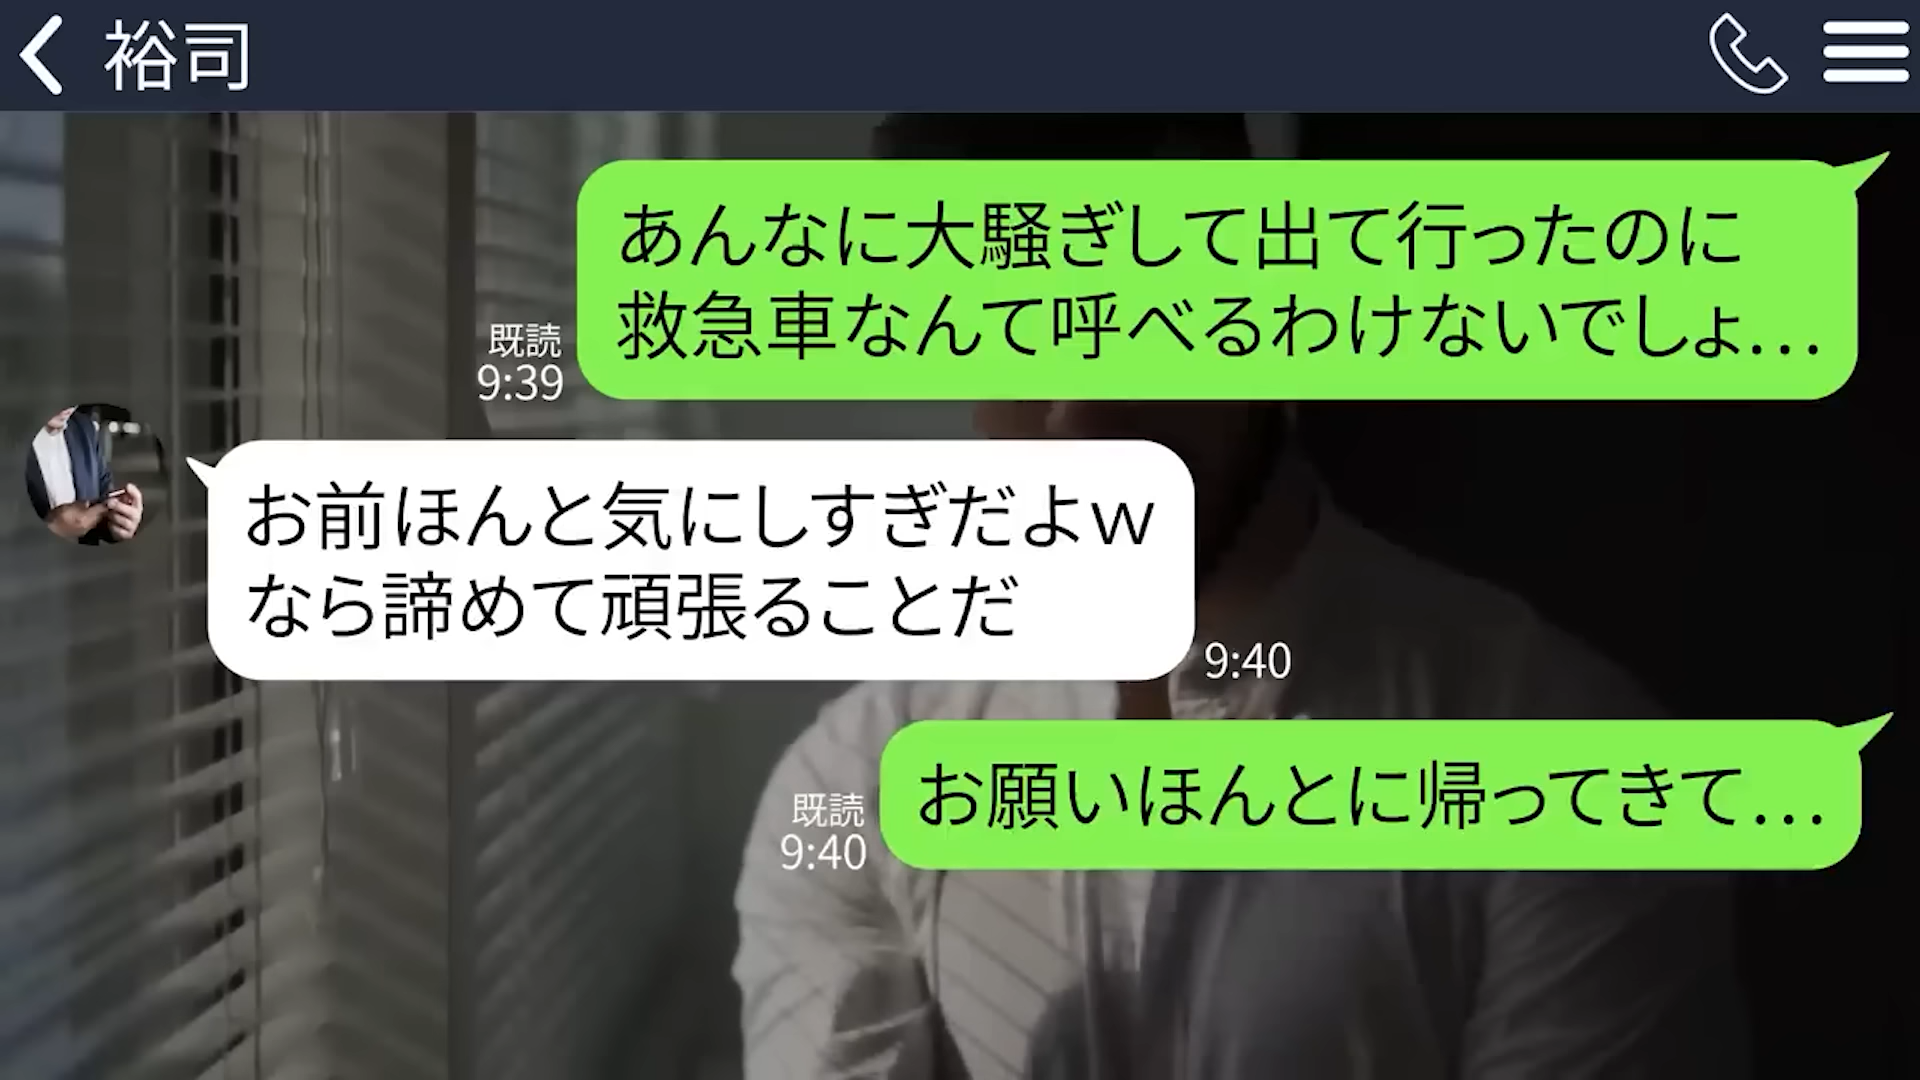 裕司
あんなに大騒ぎして出て行ったのに
救急車なんて呼べるわけないでしょ...
既読
9:39
お前ほんと気にしすぎだよw
なら諦めて頑張ることだ
9:40
お願いほんとに帰ってきて...
既読
9:40